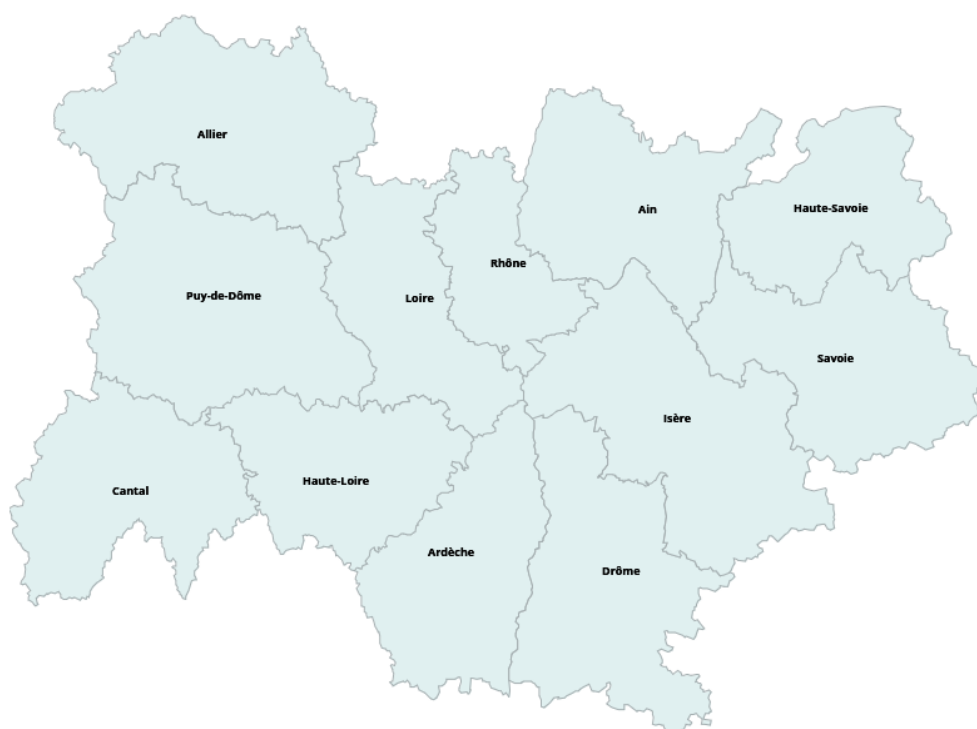 Allier
Ain
Haute-Savoie
Rhône
Puy-de-Dôme
Loire
Savoie
Isère
Haute-Loire
Cantal
Ardèche
Drôme